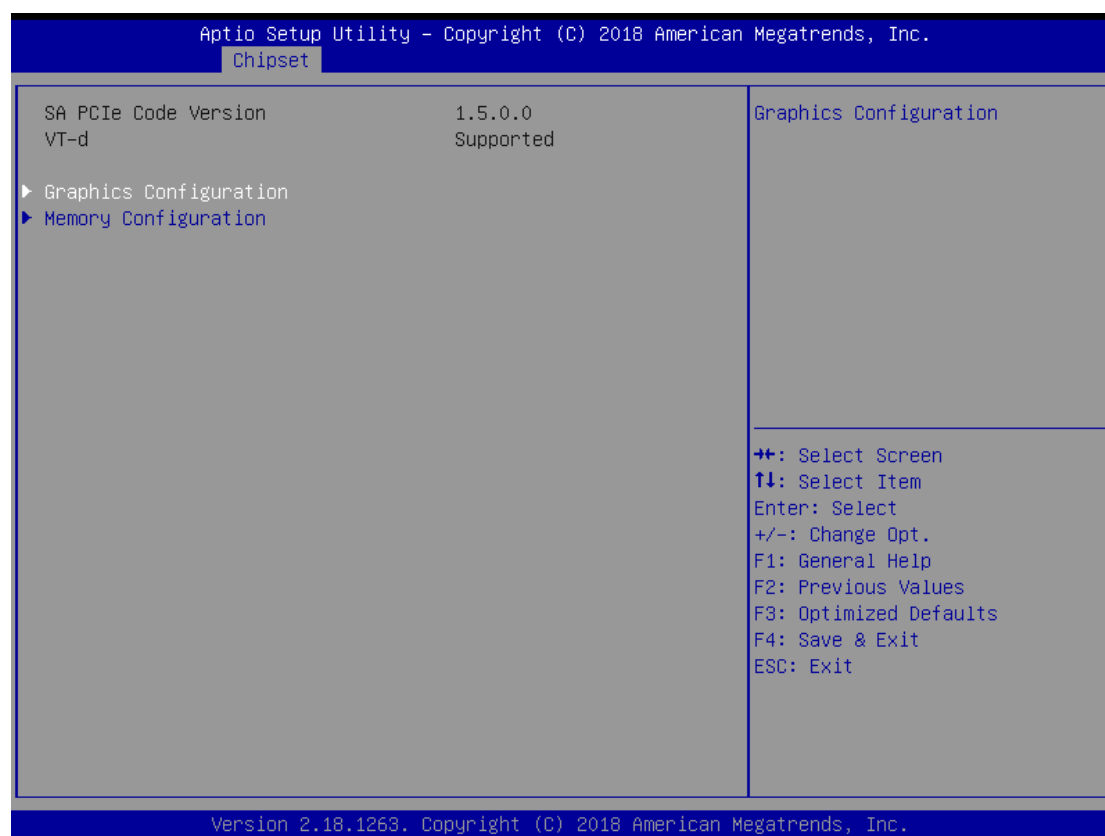 Aptio Setup Utility – Copyright (C) 2018 American Megatrends, Inc.
Chipset
SA PCIe Code Version 1.5.0.0
VT-d Supported
▶ Graphics Configuration
▶ Memory Configuration
Graphics Configuration
→←: Select Screen
↑↓: Select Item
Enter: Select
+/-: Change Opt.
F1: General Help
F2: Previous Values
F3: Optimized Defaults
F4: Save & Exit
ESC: Exit
Version 2.18.1263. Copyright (C) 2018 American Megatrends, Inc.